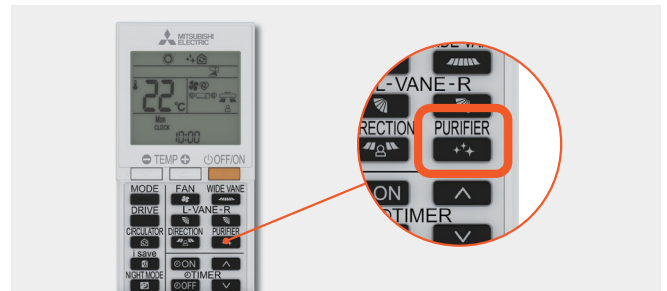 MITSUBISHI
ELECTRIC
22°C
Mon
CLOCK 10:00
TEMP OFF/ON
MODE FAN WIDE VANE
DRIVE L-VANE-R
CIRCULATOR DIRECTION PURIFIER
i save
ON
NIGHT MODE TIMER
OFF
L-VANE-R
RECTION PURIFIER
ON
TIMER